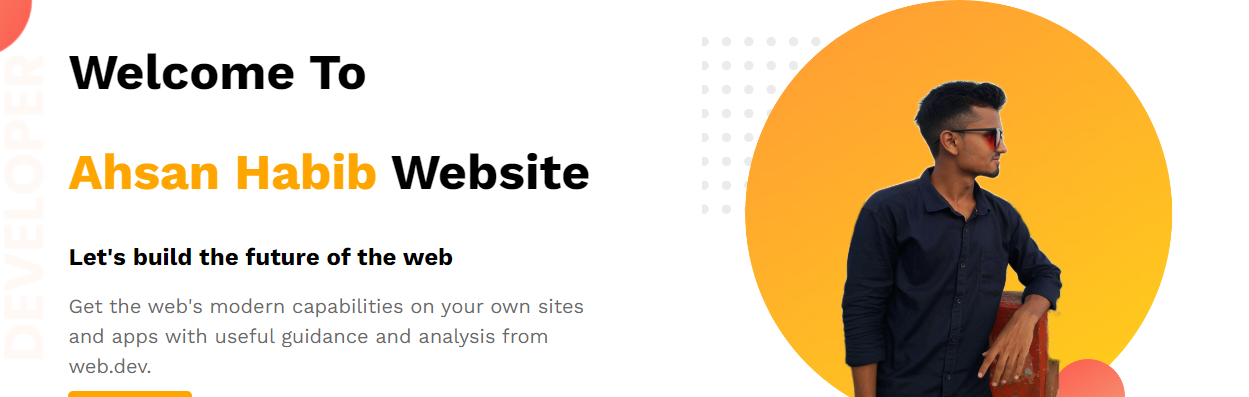 DEVELOPER
Welcome To
Ahsan Habib Website
Let's build the future of the web
Get the web's modern capabilities on your own sites
and apps with useful guidance and analysis from
web.dev.